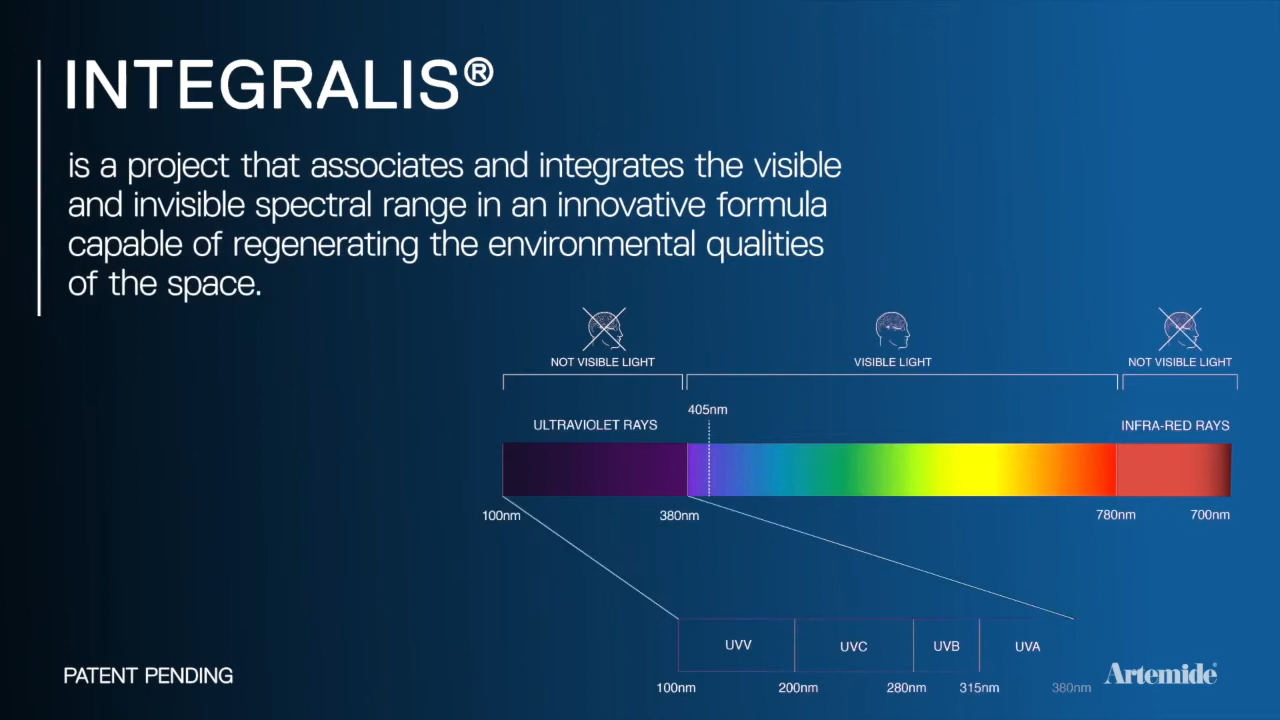 INTEGRALIS®
is a project that associates and integrates the visible
and invisible spectral range in an innovative formula
capable of regenerating the environmental qualities
of the space.
NOT VISIBLE LIGHT
VISIBLE LIGHT
NOT VISIBLE LIGHT
405nm
ULTRAVIOLET RAYS
INFRA-RED RAYS
100nm
380nm
780nm
700nm
UVV
UVC
UVB
UVA
100nm
200nm
280nm
315nm
380nm
PATENT PENDING
Artemide®